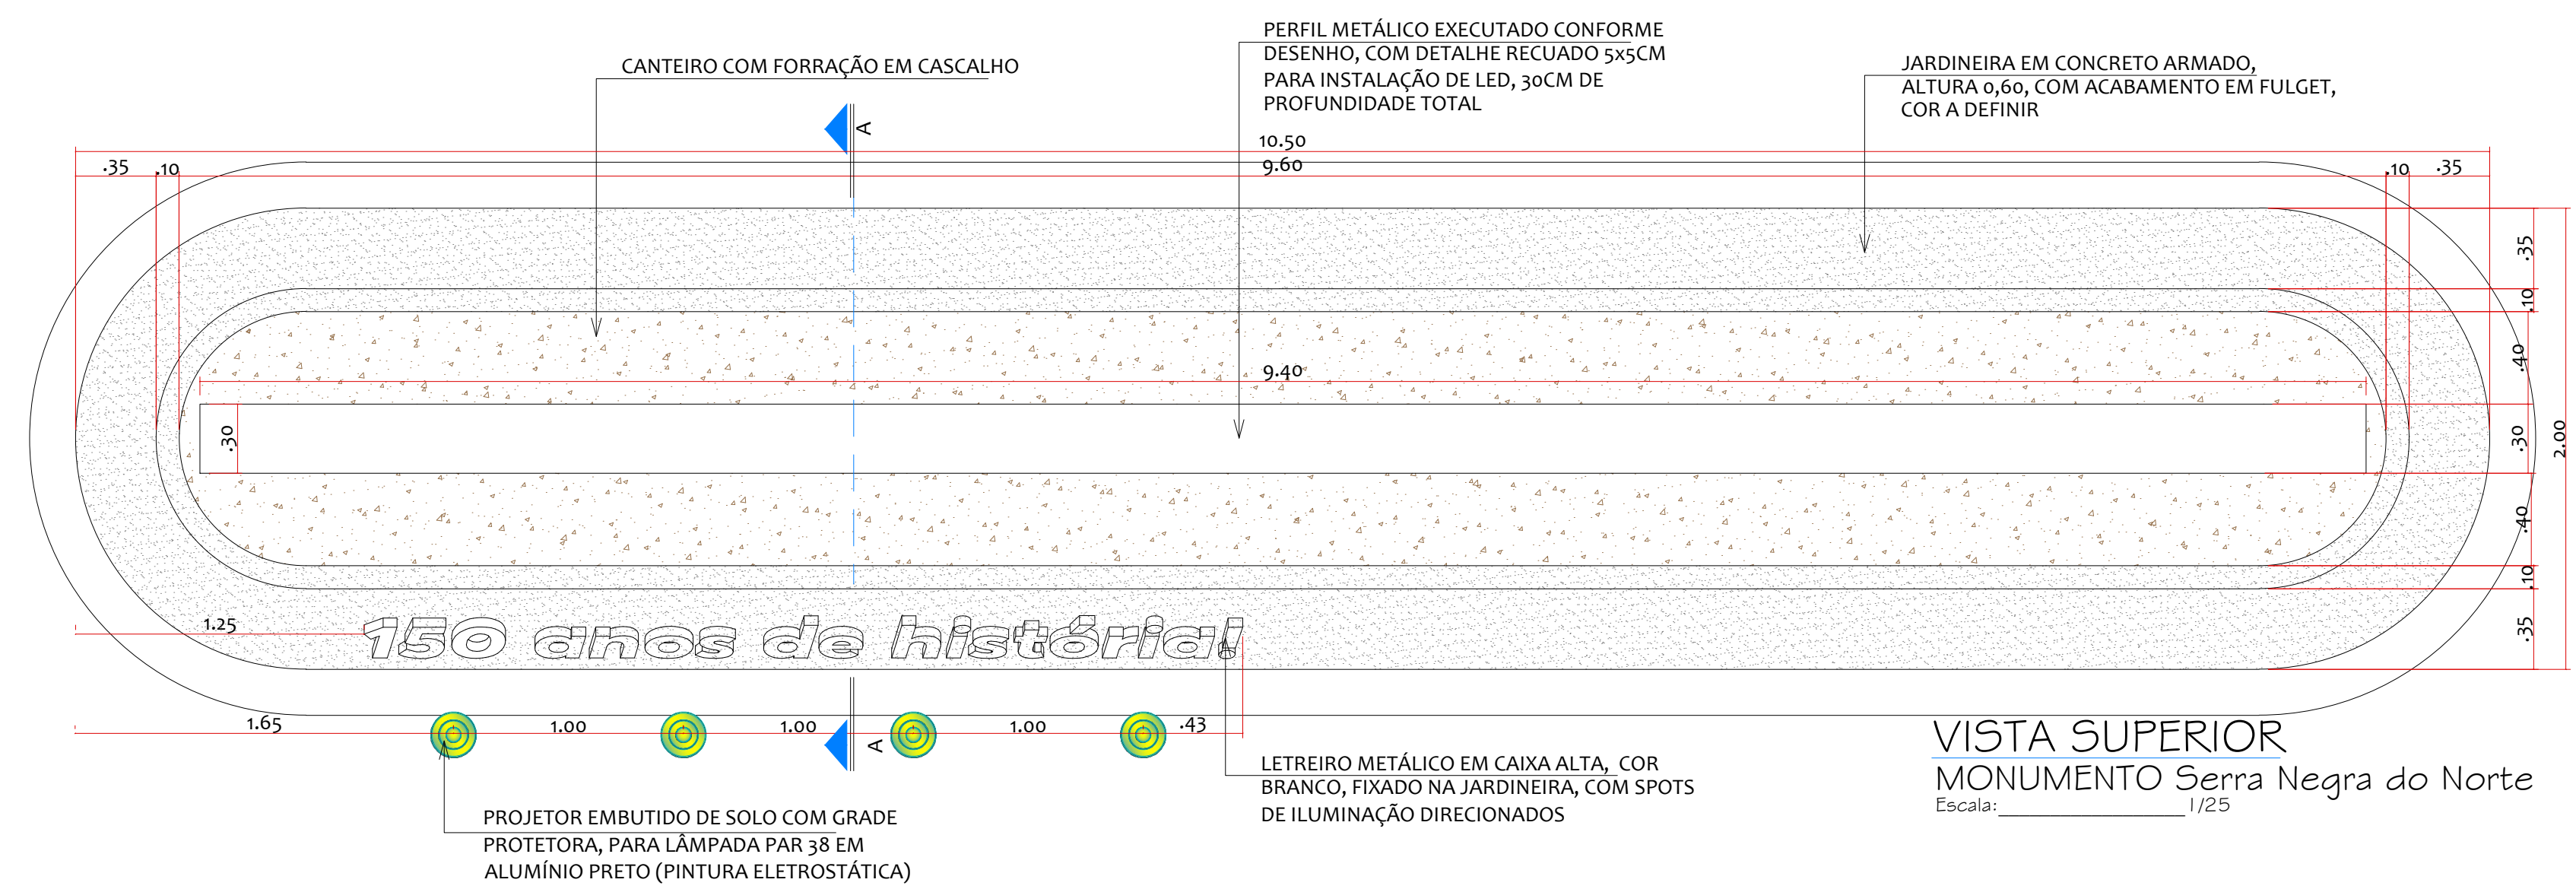 PERFIL METÁLICO EXECUTADO CONFORME
DESENHO, COM DETALHE RECUADO 5x5CM
PARA INSTALAÇÃO DE LED, 30CM DE
PROFUNDIDADE TOTAL
CANTEIRO COM FORRAÇÃO EM CASCALHO
JARDINEIRA EM CONCRETO ARMADO,
ALTURA 0,60, COM ACABAMENTO EM FULGET,
COR A DEFINIR
A
10.50
.35
.10
9.60
.10
.35
.35
.10
9.40
.40
.30
.30
2.00
.40
.10
1.25
150 anos de história!
.35
1.65
1.00
1.00
1.00
.43
A
VISTA SUPERIOR
MONUMENTO Serra Negra do Norte
Escala: 1/25
LETREIRO METÁLICO EM CAIXA ALTA, COR
BRANCO, FIXADO NA JARDINEIRA, COM SPOTS
DE ILUMINAÇÃO DIRECIONADOS
PROJETOR EMBUTIDO DE SOLO COM GRADE
PROTETORA, PARA LÂMPADA PAR 38 EM
ALUMÍNIO PRETO (PINTURA ELETROSTÁTICA)